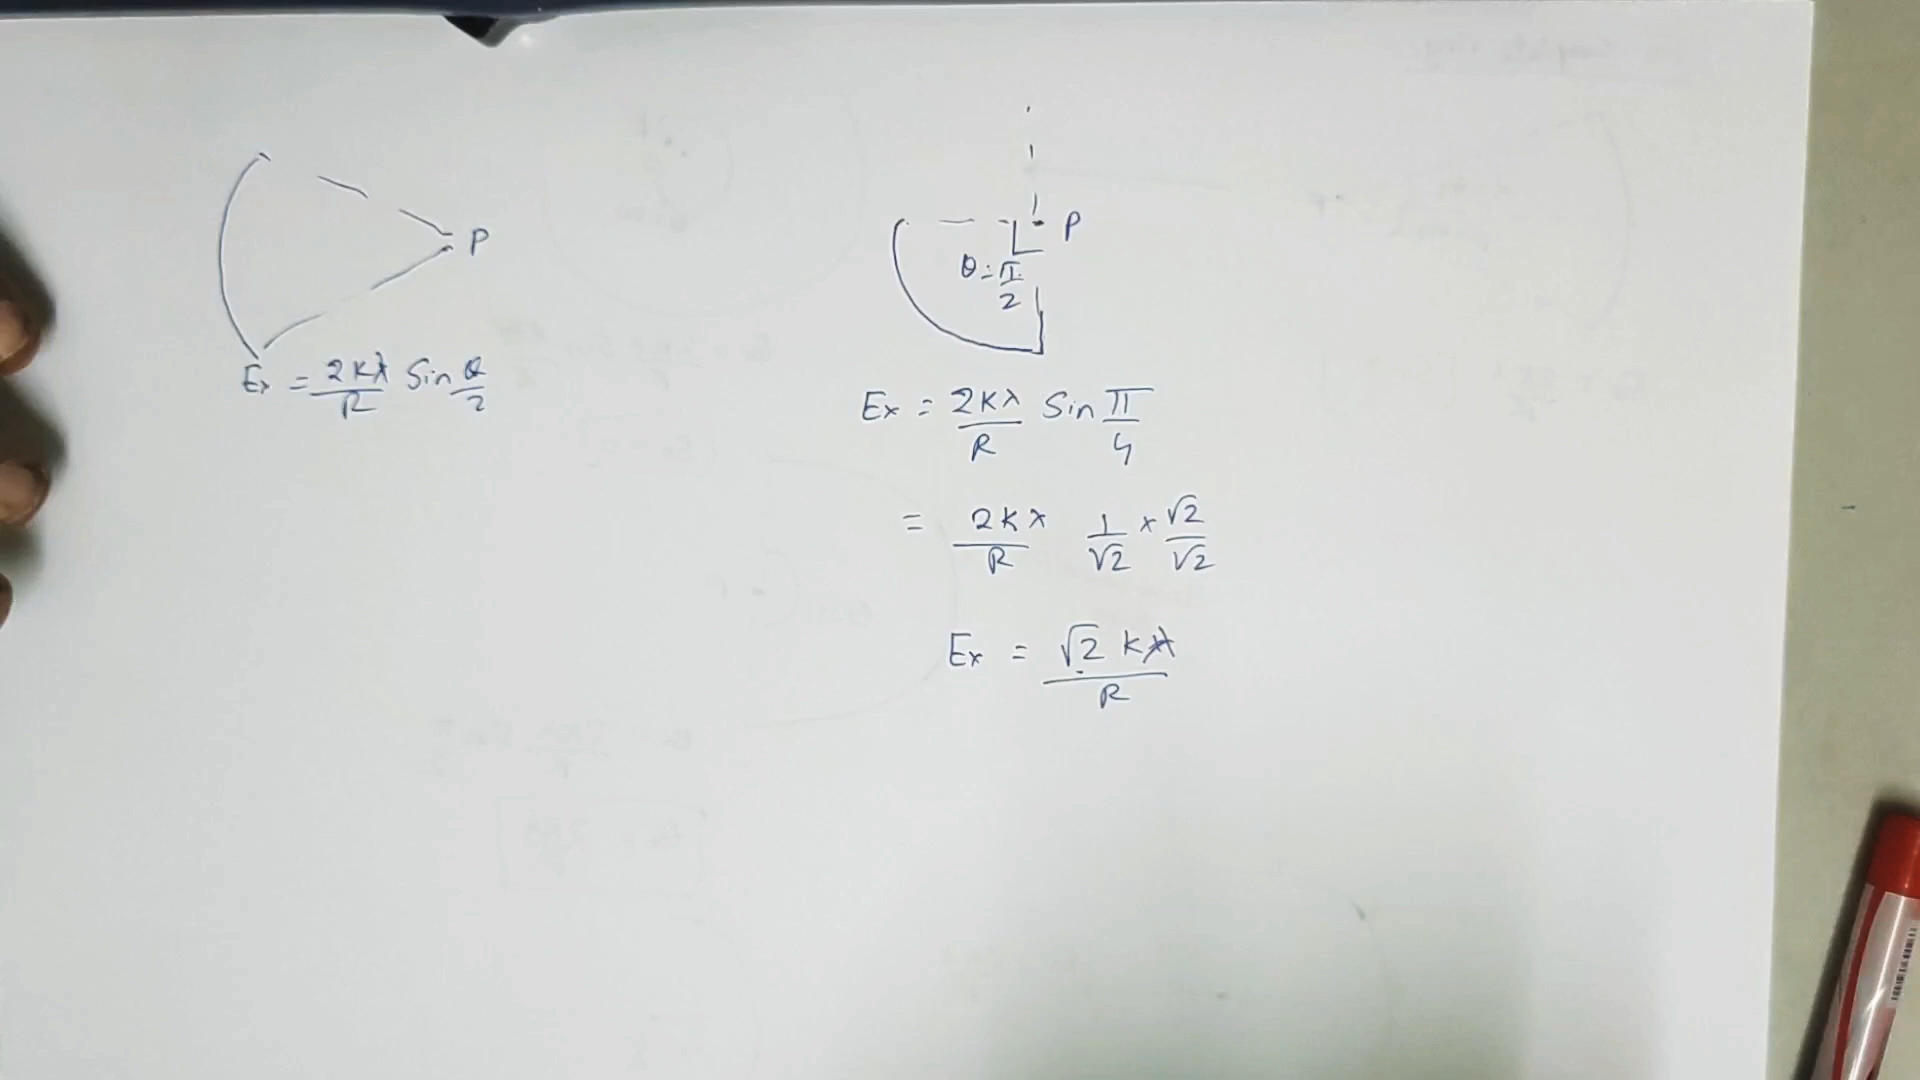 P
Ex = 2Kλ/R Sin θ/2
P
θ = π/2
Ex = 2Kλ/R Sin π/4
= 2Kλ/R 1/√2 × √2/√2
Ex = √2 Kλ/R